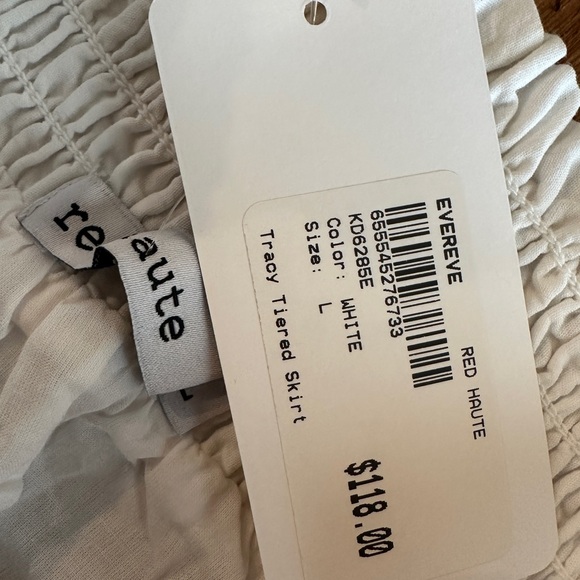 EVEREVE
RED HAUTE
655545276733
KD6285E
Color: WHITE
Size: L
Tracy Tiered Skirt
$118.00
re
aute